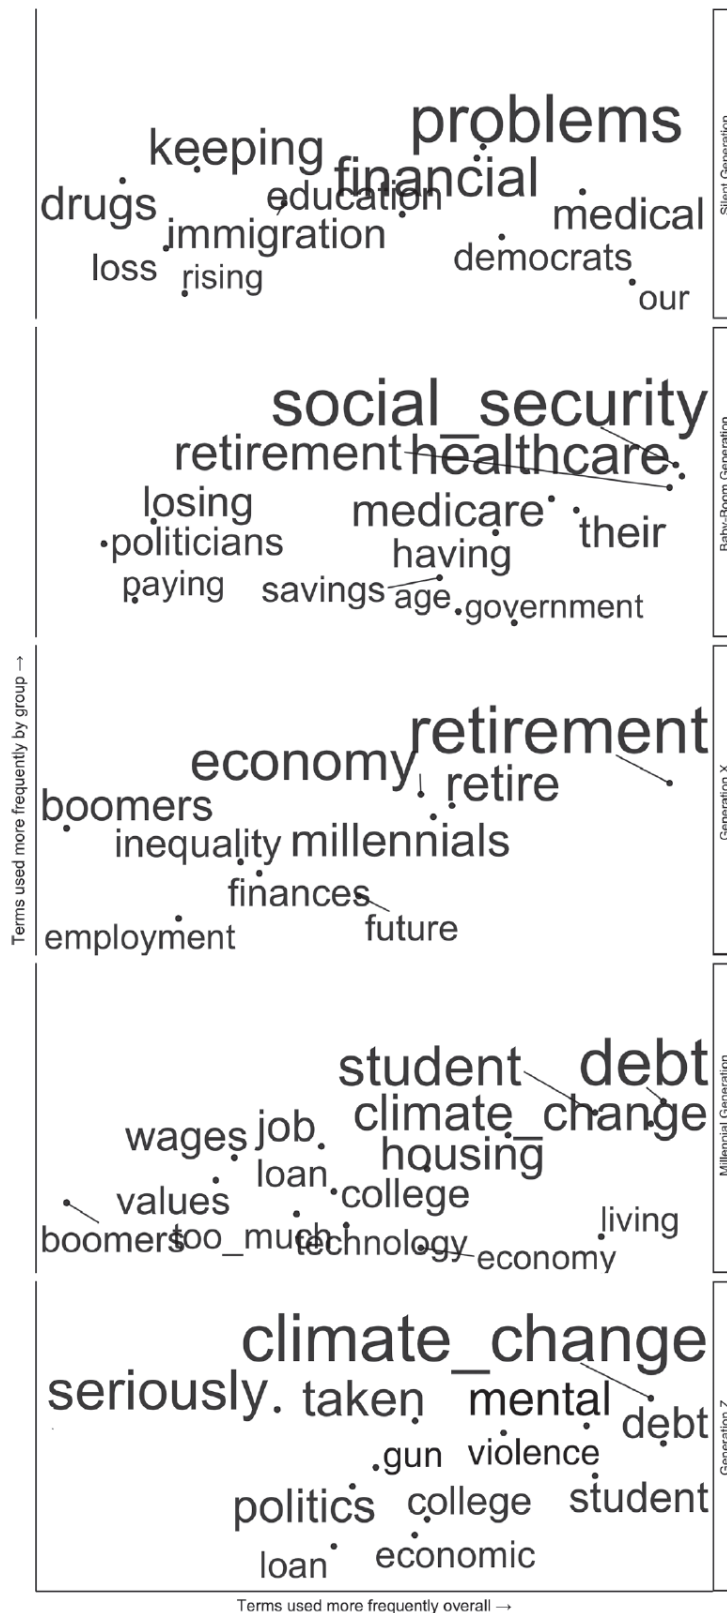 problems
keeping
financial
education
drugs
medical
immigration
democrats
loss
rising
our
Silent Generation
social_security
retirement healthcare
losing
medicare
their
politicians
having
paying
savings age
government
Baby-Boom Generation
Terms used more frequently by group →
retirement
economy
retire
boomers
inequality millennials
finances
future
employment
Generation X
student debt
climate_change
wages job
housing
loan
values college
living
boomers too_much technology
economy
Millennial Generation
climate_change
seriously. taken mental
debt
gun violence
politics college student
loan economic
Generation Z
Terms used more frequently overall →